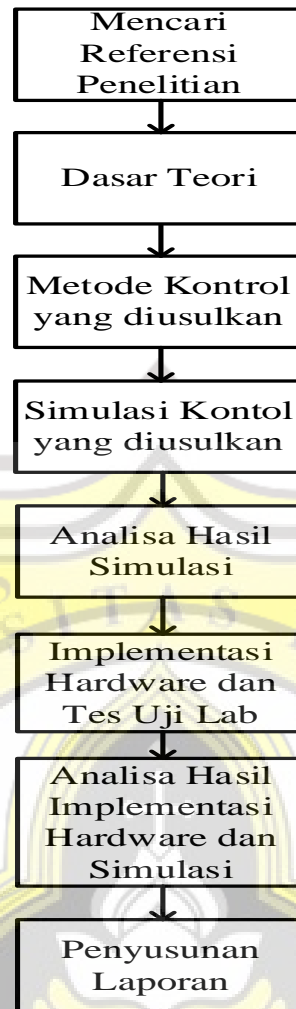 Mencari
Referensi
Penelitian
Dasar Teori
Metode Kontrol
yang diusulkan
Simulasi Kontol
yang diusulkan
Analisa Hasil
Simulasi
Implementasi
Hardware dan
Tes Uji Lab
Analisa Hasil
Implementasi
Hardware dan
Simulasi
Penyusunan
Laporan